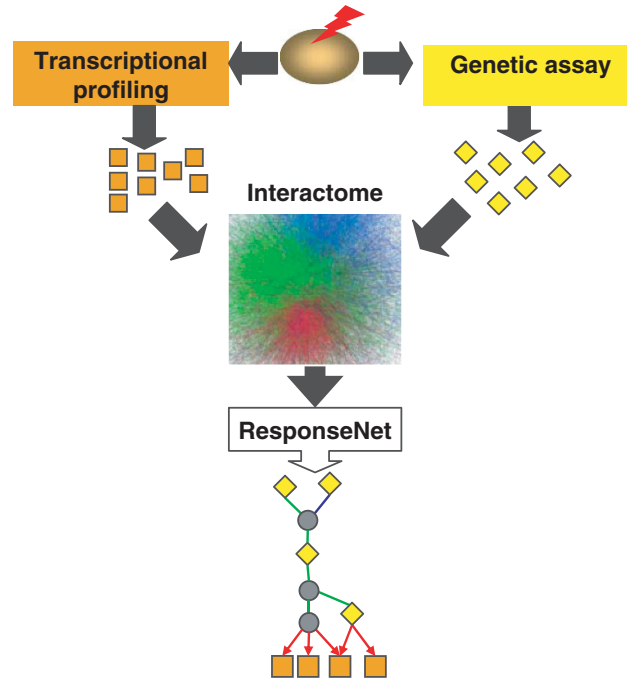 Transcriptional
profiling
Genetic assay
Interactome
ResponseNet